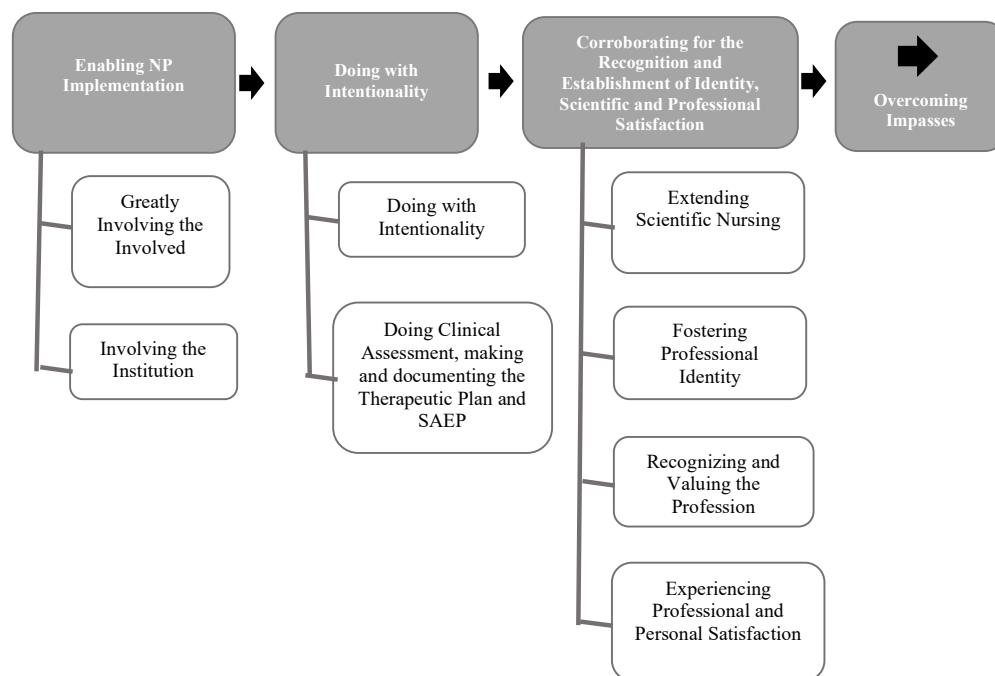 Enabling NP
Implementation
Doing with
Intentionality
Corroborating for the
Recognition and
Establishment of Identity,
Scientific and Professional
Satisfaction
Overcoming
Impasses
Greatly
Involving the
Involved
Involving the
Institution
Doing with
Intentionality
Doing Clinical
Assessment, making
and documenting the
Therapeutic Plan and
SAEP
Extending
Scientific Nursing
Fostering
Professional
Identity
Recognizing and
Valuing the
Profession
Experiencing
Professional and
Personal Satisfaction